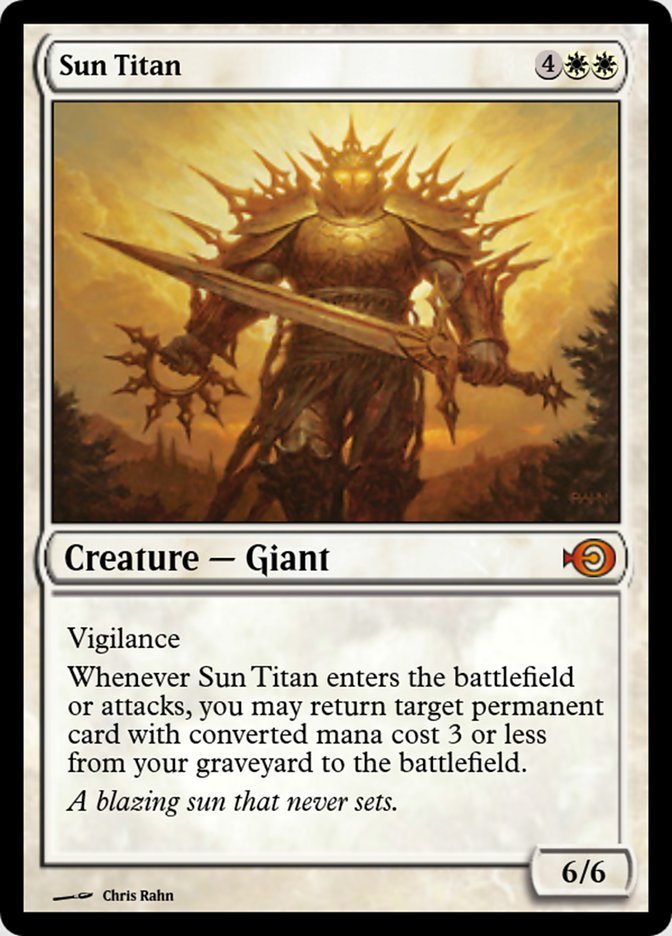 Sun Titan
4
RAHN
Creature — Giant
Vigilance
Whenever Sun Titan enters the battlefield
or attacks, you may return target permanent
card with converted mana cost 3 or less
from your graveyard to the battlefield.
A blazing sun that never sets.
6/6
Chris Rahn